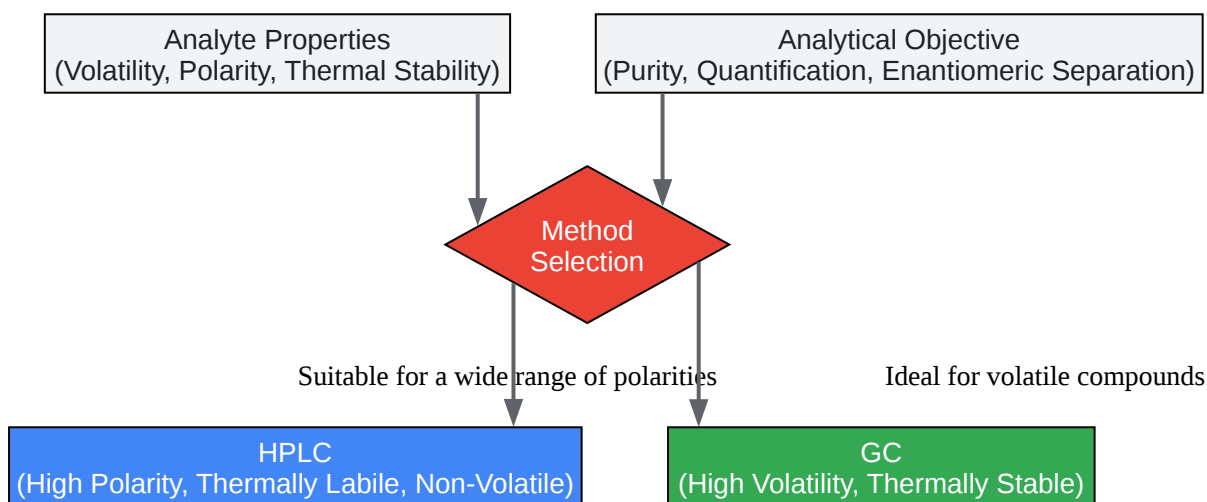 Analyte Properties
(Volatility, Polarity, Thermal Stability)
Analytical Objective
(Purity, Quantification, Enantiomeric Separation)
Method
Selection
Suitable for a wide range of polarities
Ideal for volatile compounds
HPLC
(High Polarity, Thermally Labile, Non-Volatile)
GC
(High Volatility, Thermally Stable)